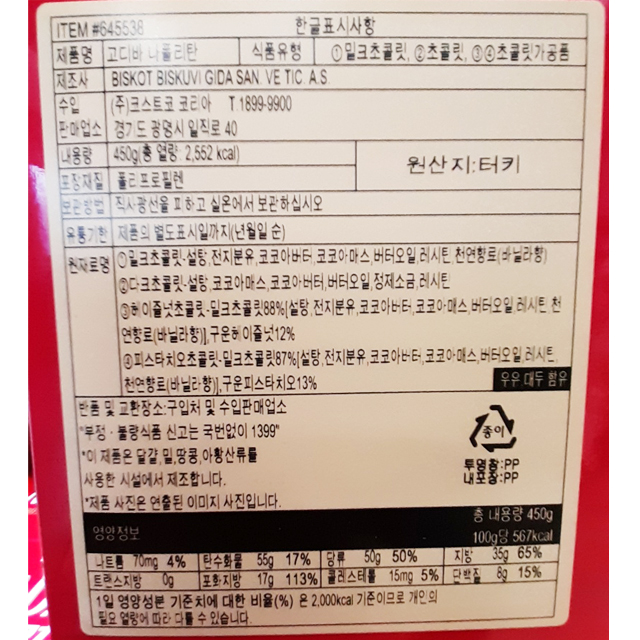 ITEM #645538 한글표시사항
제품명 고디바 나폴리탄 식품유형 ①밀크초콜릿, ②초콜릿, ③④초콜릿가공품
제조사 BISKOT BISKUVI GIDA SAN. VE TIC. A.S.
수입 (주)코스트코 코리아 T 1899-9900
판매업소 경기도 광명시 일직로 40
내용량 450g(총 열량: 2,552 kcal)
원산지:터키
포장재질 폴리프로필렌
보관방법 직사광선을 피하고 실온에서 보관하십시오
유통기한 제품의 별도표시일까지(년월일 순)
원재료명 ①밀크초콜릿-설탕,전지분유,코코아버터,코코아매스,버터오일,레시틴,천연향료(바닐라향)
②다크초콜릿-설탕,코코아매스,코코아버터,버터오일,정제소금,레시틴
③헤이즐넛초콜릿-밀크초콜릿88%[설탕,전지분유,코코아버터,코코아매스,버터오일,레시틴,천
연향료(바닐라향)],구운헤이즐넛12%
④피스타치오초콜릿-밀크초콜릿87%[설탕,전지분유,코코아버터,코코아매스,버터오일,레시틴,
천연향료(바닐라향)],구운피스타치오13%
우유,대두 함유
반품 및 교환장소:구입처 및 수입판매업소
"부정·불량식품 신고는 국번없이 1399"
*이 제품은 달걀,밀,땅콩,아황산류를
사용한 시설에서 제조합니다.
*제품 사진은 연출된 이미지 사진입니다.
종이
투명창:PP
내포장:PP
영양정보
총 내용량 450g
100g당 567kcal
나트륨 70mg 4% 탄수화물 55g 17% 당류 50g 50% 지방 35g 65%
트랜스지방 0g 포화지방 17g 113% 콜레스테롤 15mg 5% 단백질 8g 15%
1일 영양성분 기준치에 대한 비율(%) 은 2,000kcal 기준이므로 개인의
필요 열량에 따라 다를 수 있습니다.